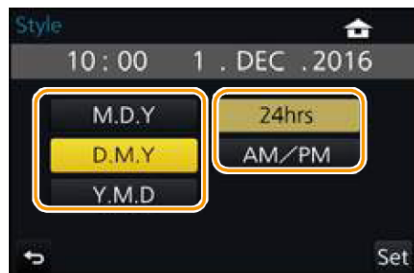 Style
10 : 00 1 . DEC . 2016
M.D.Y 24hrs
D.M.Y AM/PM
Y.M.D
Set